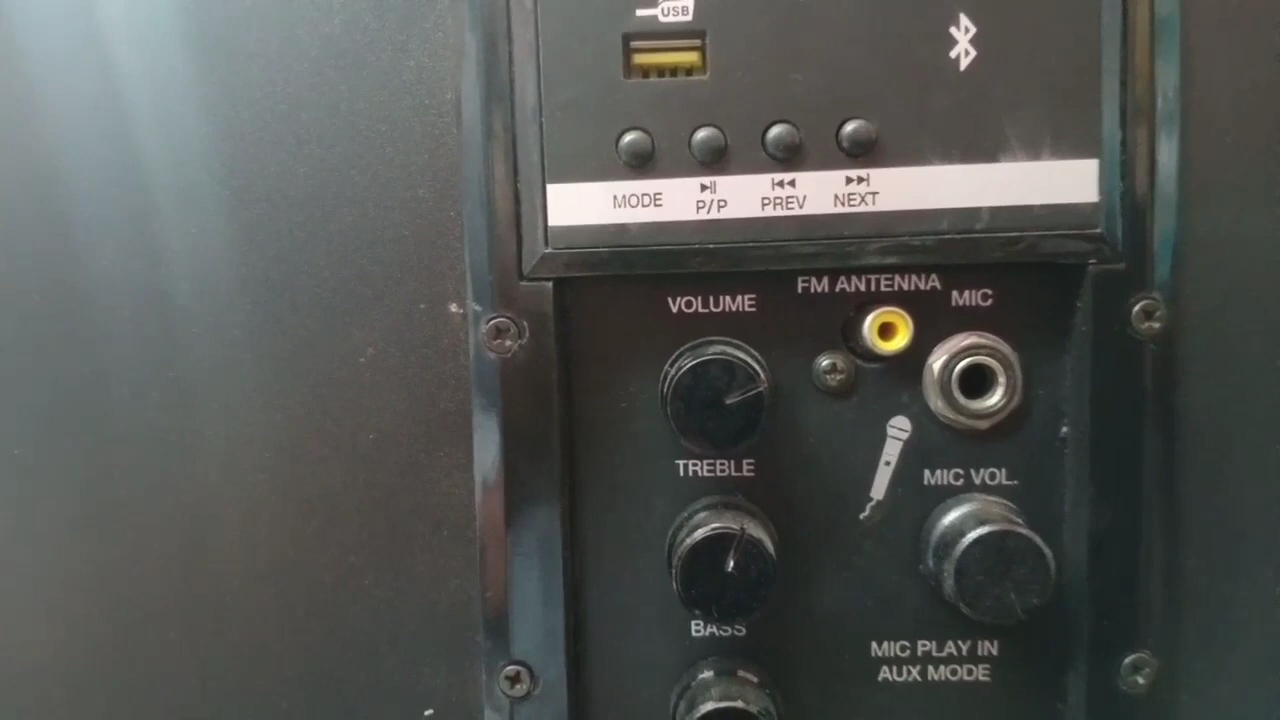 USB
MODE
P/P
PREV
NEXT
FM ANTENNA
MIC
VOLUME
TREBLE
MIC VOL.
BASS
MIC PLAY IN
AUX MODE